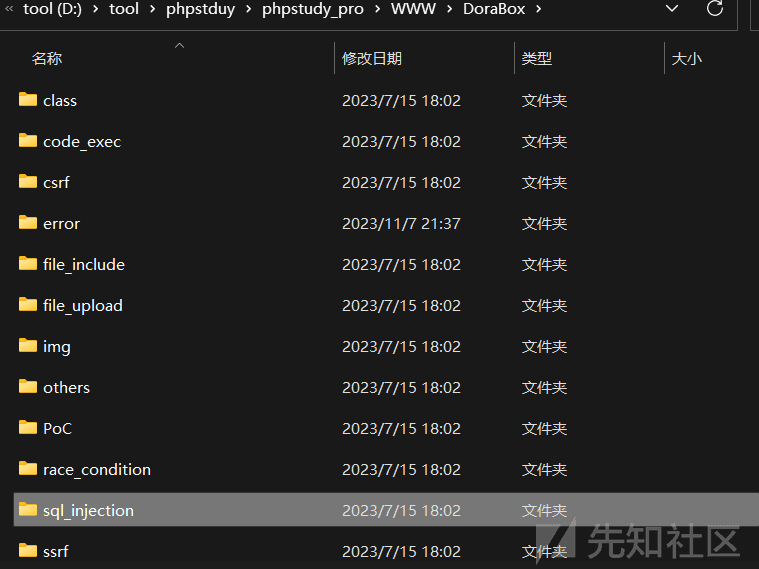 « tool (D:) › tool › phpstduy › phpstudy_pro › WWW › DoraBox ›
名称 修改日期 类型 大小
class 2023/7/15 18:02 文件夹
code_exec 2023/7/15 18:02 文件夹
csrf 2023/7/15 18:02 文件夹
error 2023/11/7 21:37 文件夹
file_include 2023/7/15 18:02 文件夹
file_upload 2023/7/15 18:02 文件夹
img 2023/7/15 18:02 文件夹
others 2023/7/15 18:02 文件夹
PoC 2023/7/15 18:02 文件夹
race_condition 2023/7/15 18:02 文件夹
sql_injection 2023/7/15 18:02 文件夹
ssrf 2023/7/15 18:02 文件夹
先知社区